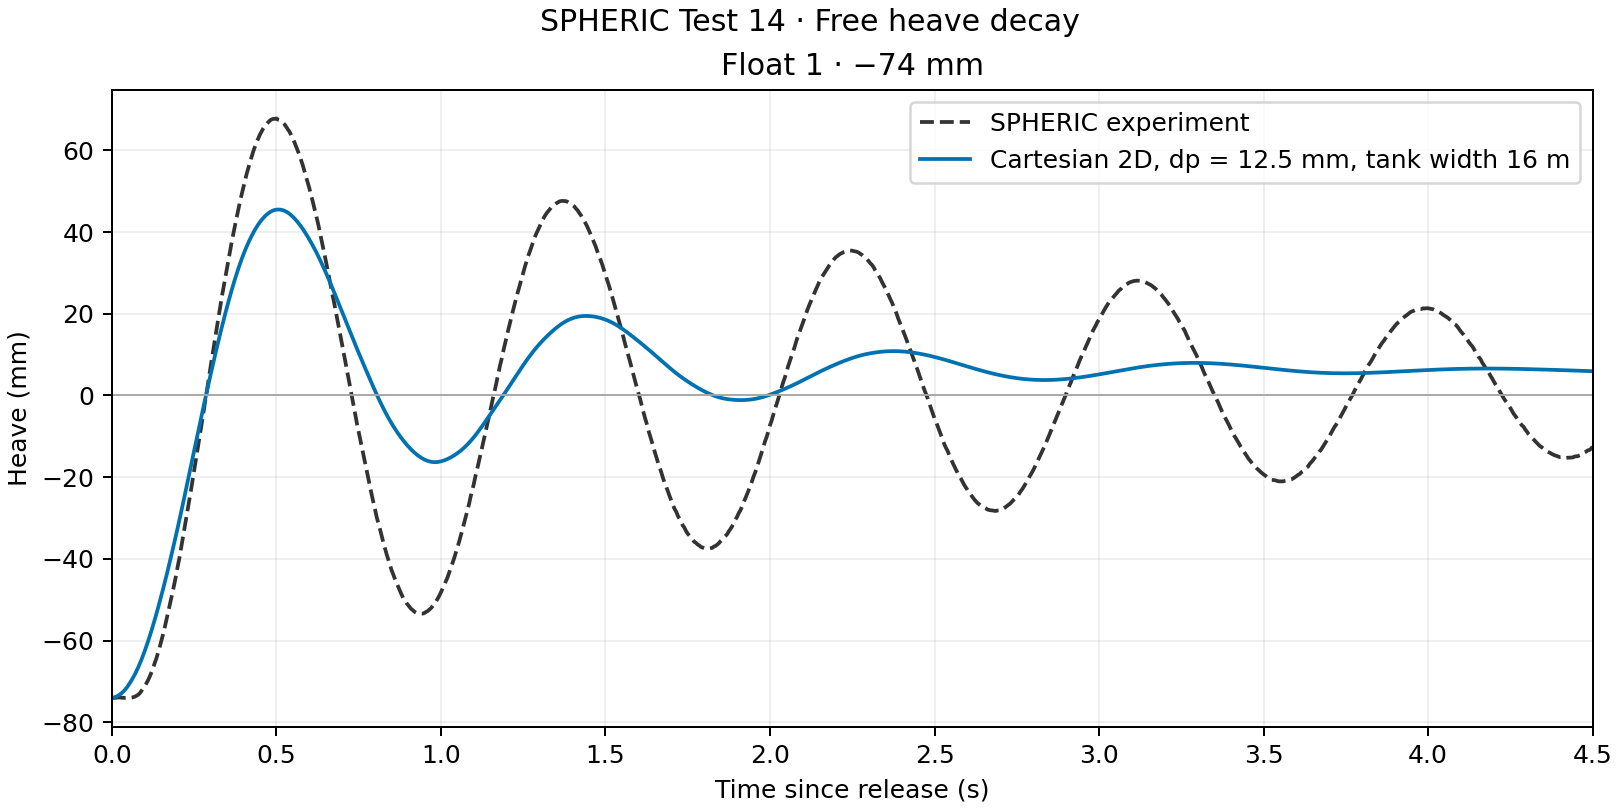 SPHERIC Test 14 · Free heave decay
Float 1 · −74 mm
SPHERIC experiment
Cartesian 2D, dp = 12.5 mm, tank width 16 m
Heave (mm)
60
40
20
0
−20
−40
−60
−80
0.0 0.5 1.0 1.5 2.0 2.5 3.0 3.5 4.0 4.5
Time since release (s)